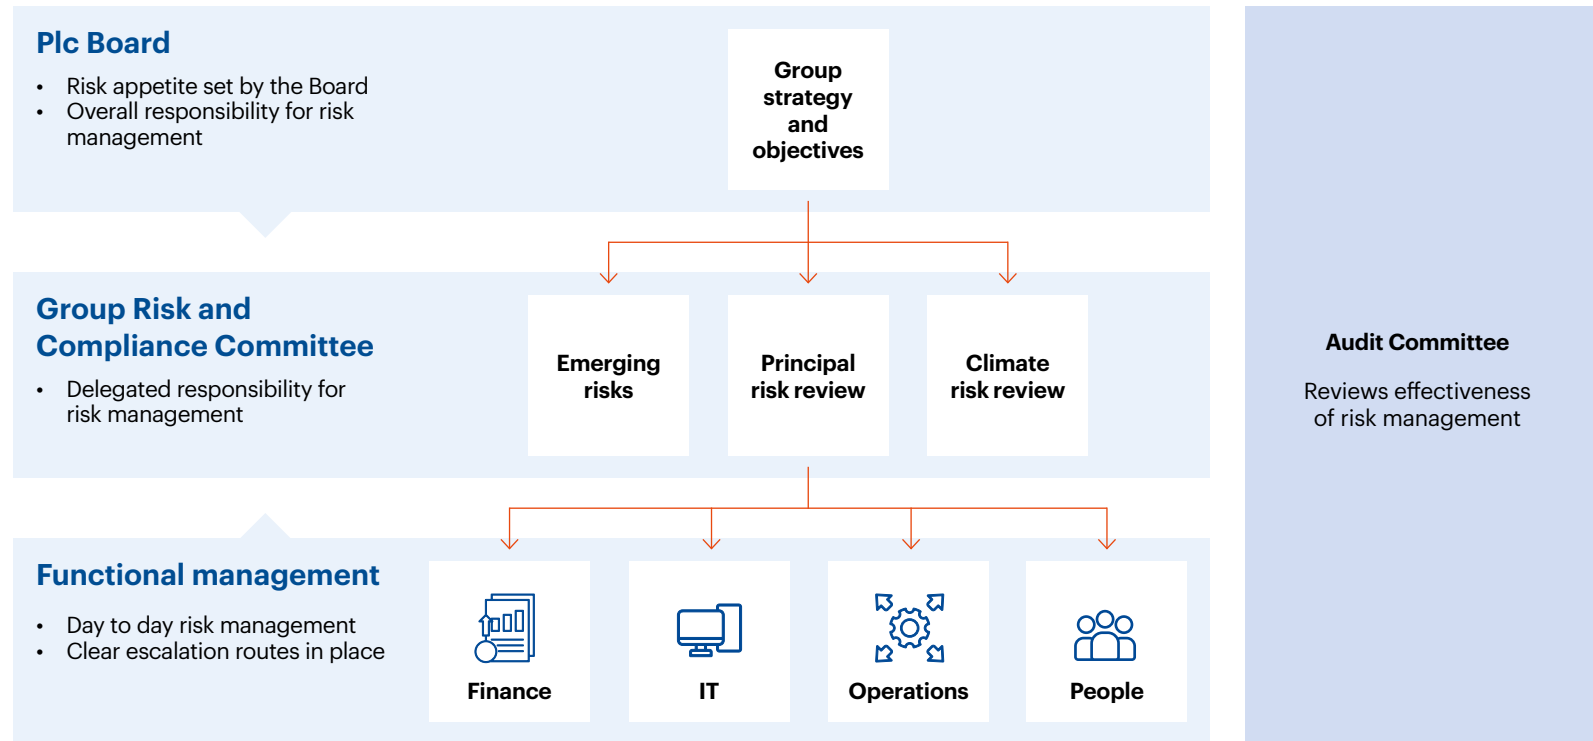 Plc Board
• Risk appetite set by the Board
• Overall responsibility for risk
management
Group
strategy
and
objectives
Group Risk and
Compliance Committee
• Delegated responsibility for
risk management
Emerging
risks
Principal
risk review
Climate
risk review
Functional management
• Day to day risk management
• Clear escalation routes in place
Finance
IT
Operations
People
Audit Committee
Reviews effectiveness
of risk management